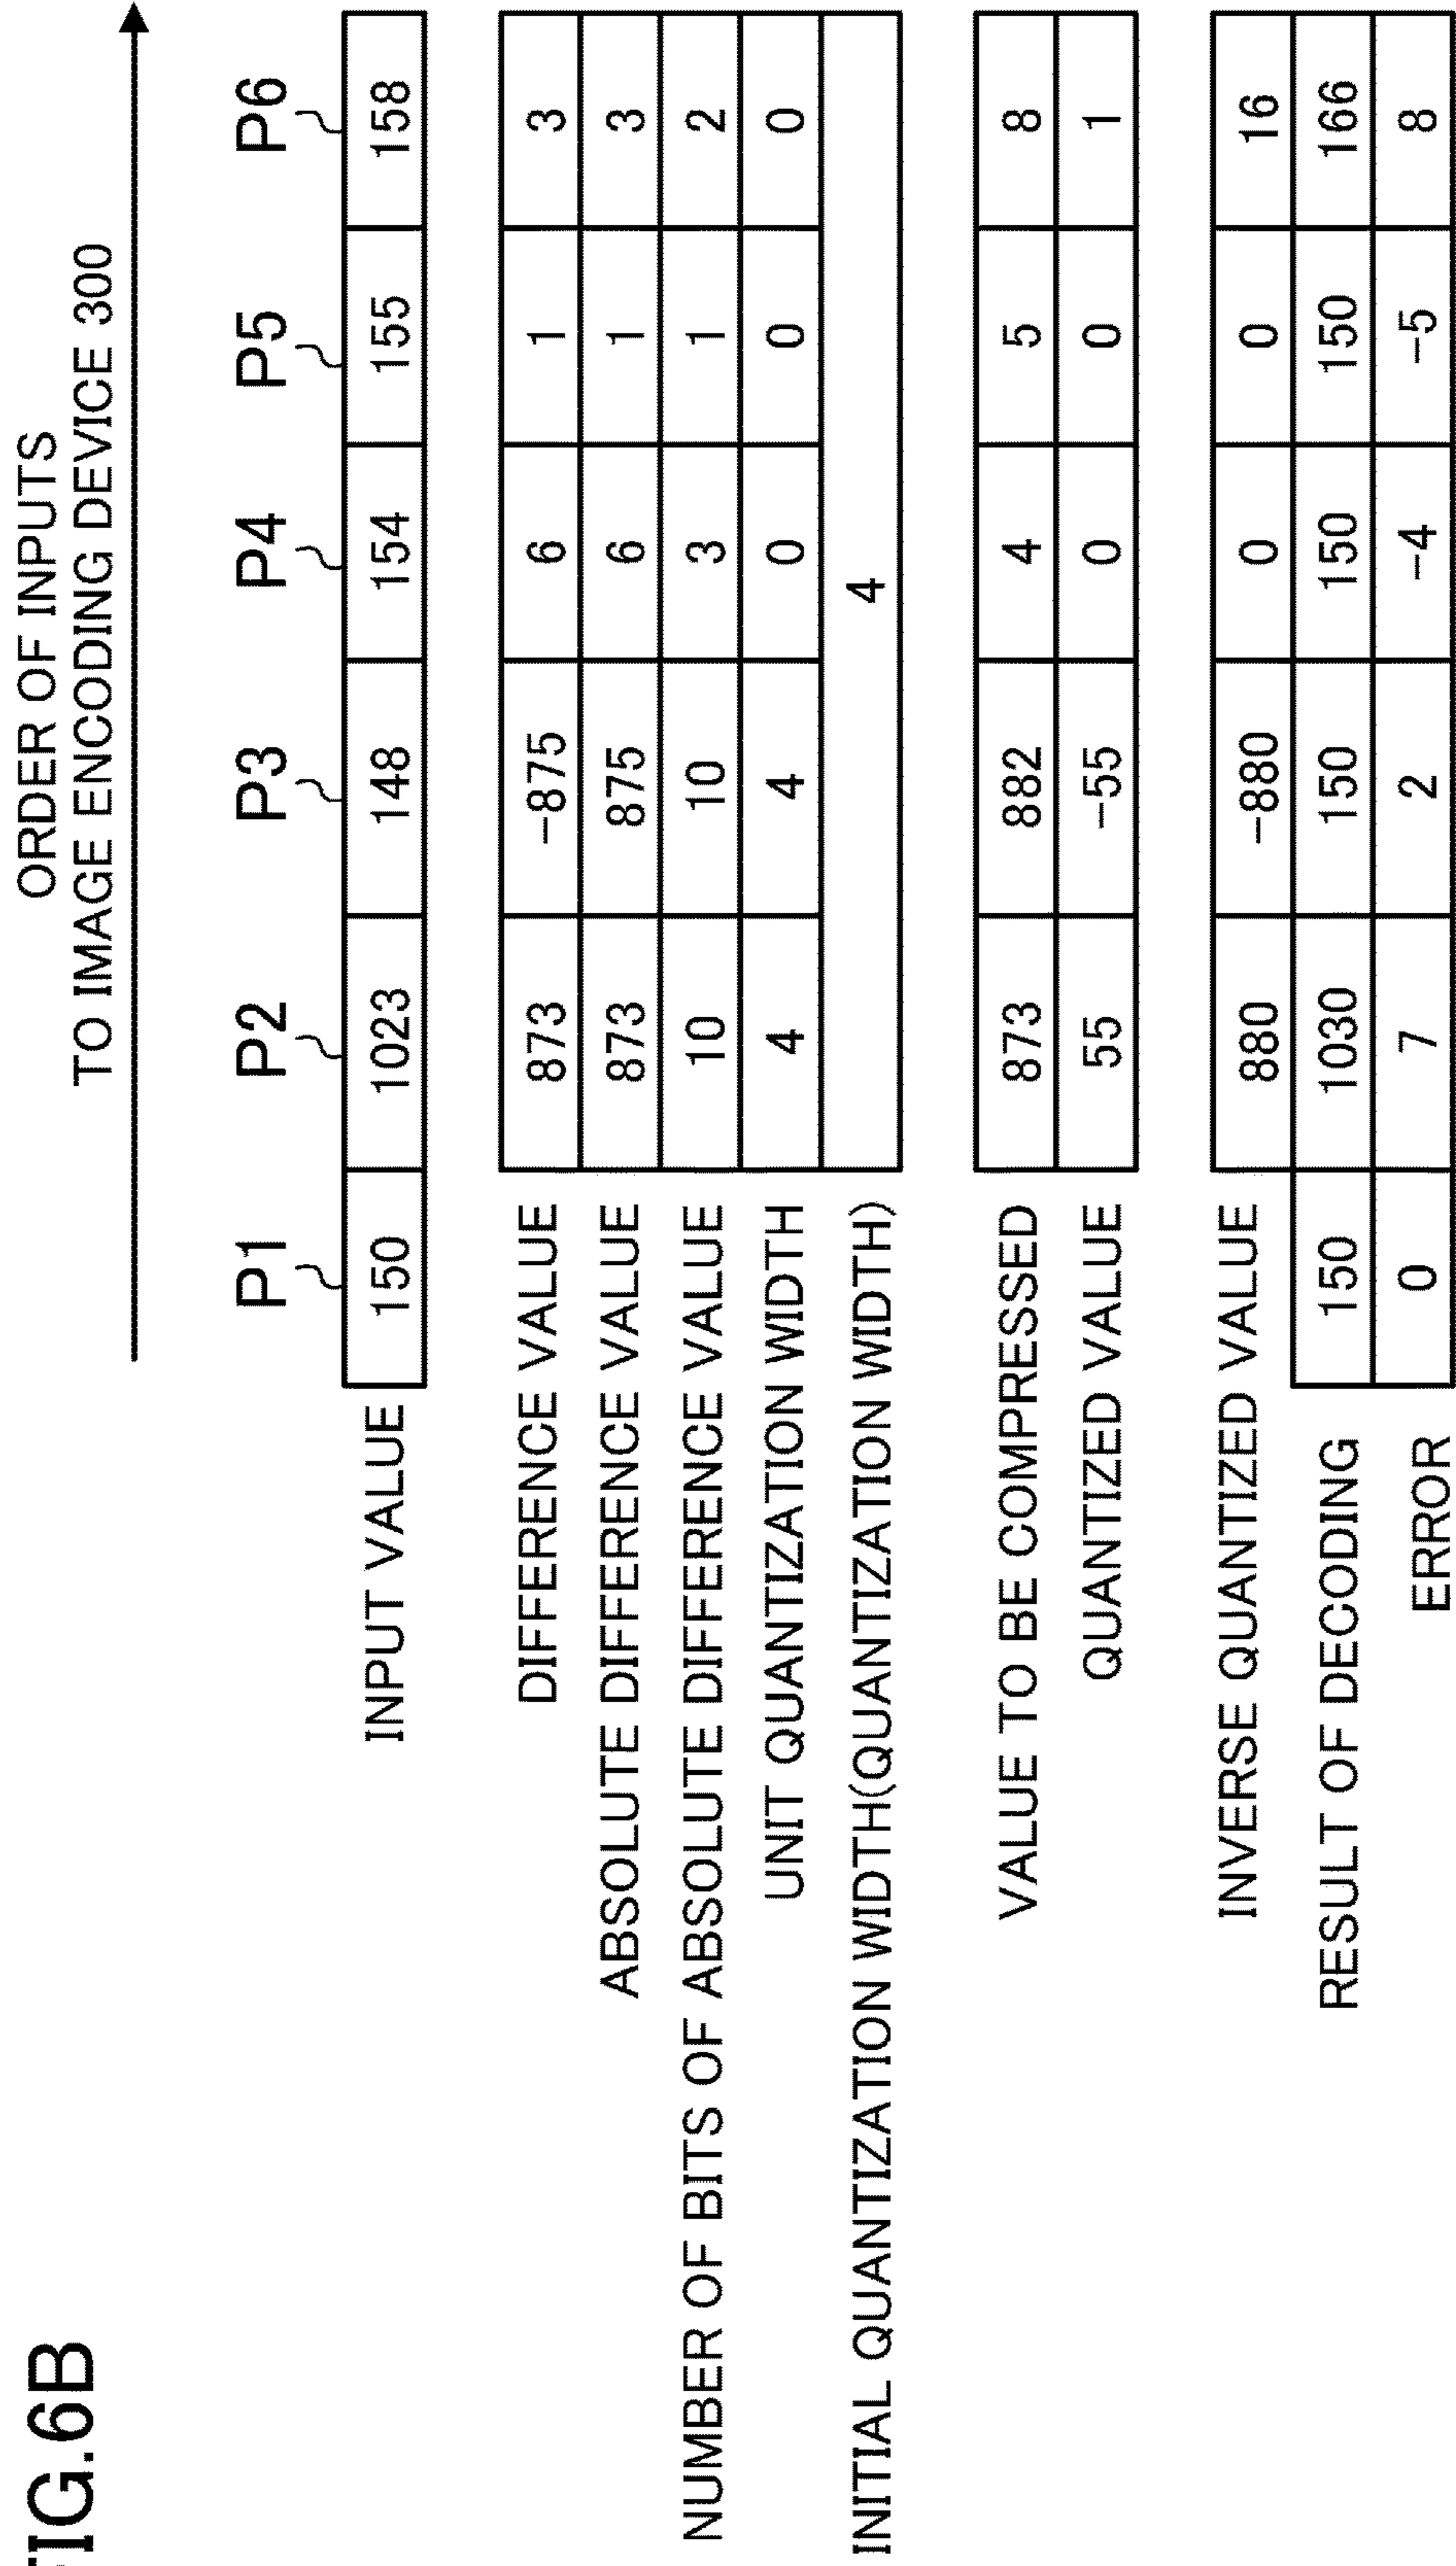 FIG.6B
ORDER OF INPUTS
TO IMAGE ENCODING DEVICE 300
P1 P2 P3 P4 P5 P6
INPUT VALUE 150 1023 148 154 155 158
DIFFERENCE VALUE 873 -875 6 1 3
ABSOLUTE DIFFERENCE VALUE 873 875 6 1 3
NUMBER OF BITS OF ABSOLUTE DIFFERENCE VALUE 10 10 3 1 2
UNIT QUANTIZATION WIDTH 4 4 0 0 0
INITIAL QUANTIZATION WIDTH(QUANTIZATION WIDTH) 4
VALUE TO BE COMPRESSED 873 882 4 5 8
QUANTIZED VALUE 55 -55 0 0 1
INVERSE QUANTIZED VALUE 880 -880 0 0 16
RESULT OF DECODING 150 1030 150 150 150 166
ERROR 0 7 2 -4 -5 8